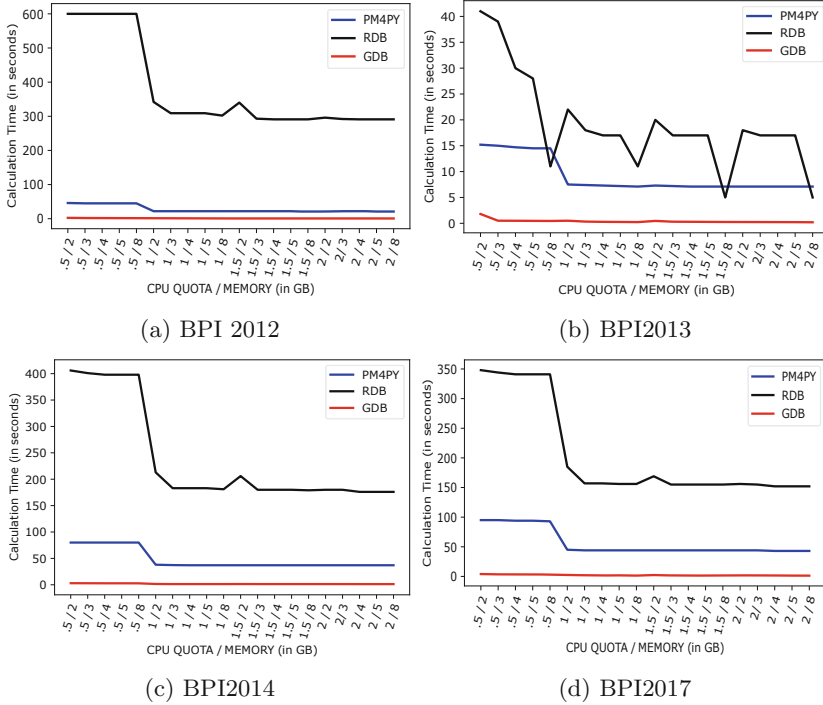 Calculation Time (in seconds)
600
500
400
300
200
100
0
PM4PY
RDB
GDB
.5 / 2
.5 / 3
.5 / 4
.5 / 5
.5 / 8
1 / 2
1 / 3
1 / 4
1 / 5
1 / 8
1.5 / 2
1.5 / 3
1.5 / 4
1.5 / 5
1.5 / 8
2 / 2
2 / 3
2 / 4
2 / 5
2 / 8
CPU QUOTA / MEMORY (in GB)
(a) BPI 2012
Calculation Time (in seconds)
40
35
30
25
20
15
10
5
0
PM4PY
RDB
GDB
.5 / 2
.5 / 3
.5 / 4
.5 / 5
.5 / 8
1 / 2
1 / 3
1 / 4
1 / 5
1 / 8
1.5 / 2
1.5 / 3
1.5 / 4
1.5 / 5
1.5 / 8
2 / 2
2 / 3
2 / 4
2 / 5
2 / 8
CPU QUOTA / MEMORY (in GB)
(b) BPI2013
Calculation Time (in seconds)
400
350
300
250
200
150
100
50
0
PM4PY
RDB
GDB
.5 / 2
.5 / 3
.5 / 4
.5 / 5
.5 / 8
1 / 2
1 / 3
1 / 4
1 / 5
1 / 8
1.5 / 2
1.5 / 3
1.5 / 4
1.5 / 5
1.5 / 8
2 / 2
2 / 3
2 / 4
2 / 5
2 / 8
CPU QUOTA / MEMORY (in GB)
(c) BPI2014
Calculation Time (in seconds)
350
300
250
200
150
100
50
0
PM4PY
RDB
GDB
.5 / 2
.5 / 3
.5 / 4
.5 / 5
.5 / 8
1 / 2
1 / 3
1 / 4
1 / 5
1 / 8
1.5 / 2
1.5 / 3
1.5 / 4
1.5 / 5
1.5 / 8
2 / 2
2 / 3
2 / 4
2 / 5
2 / 8
CPU QUOTA / MEMORY (in GB)
(d) BPI2017